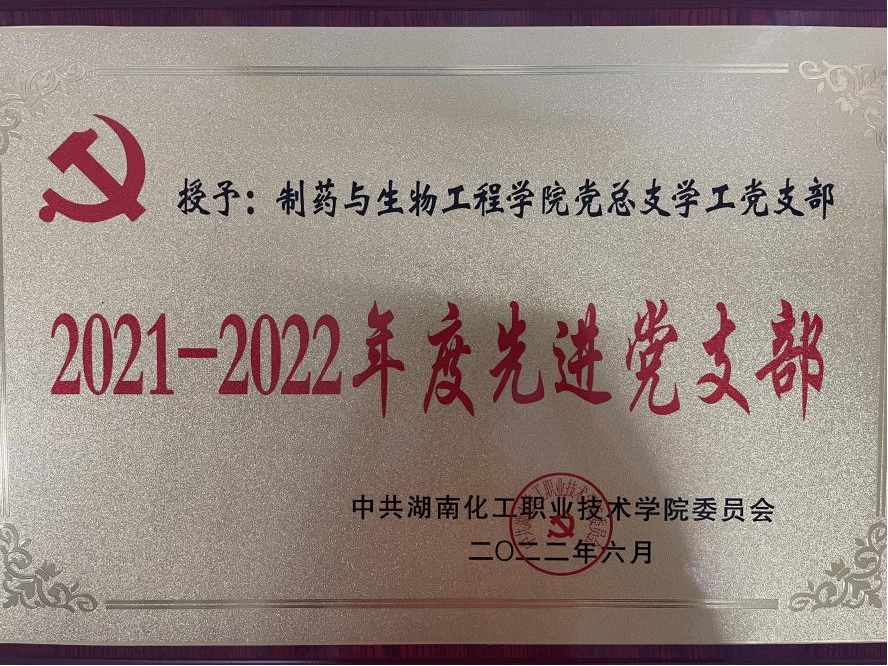 授予：制药与生物工程学院党总支学工党支部
2021-2022年度先进党支部
中共湖南化工职业技术学院委员会
二〇二二年六月